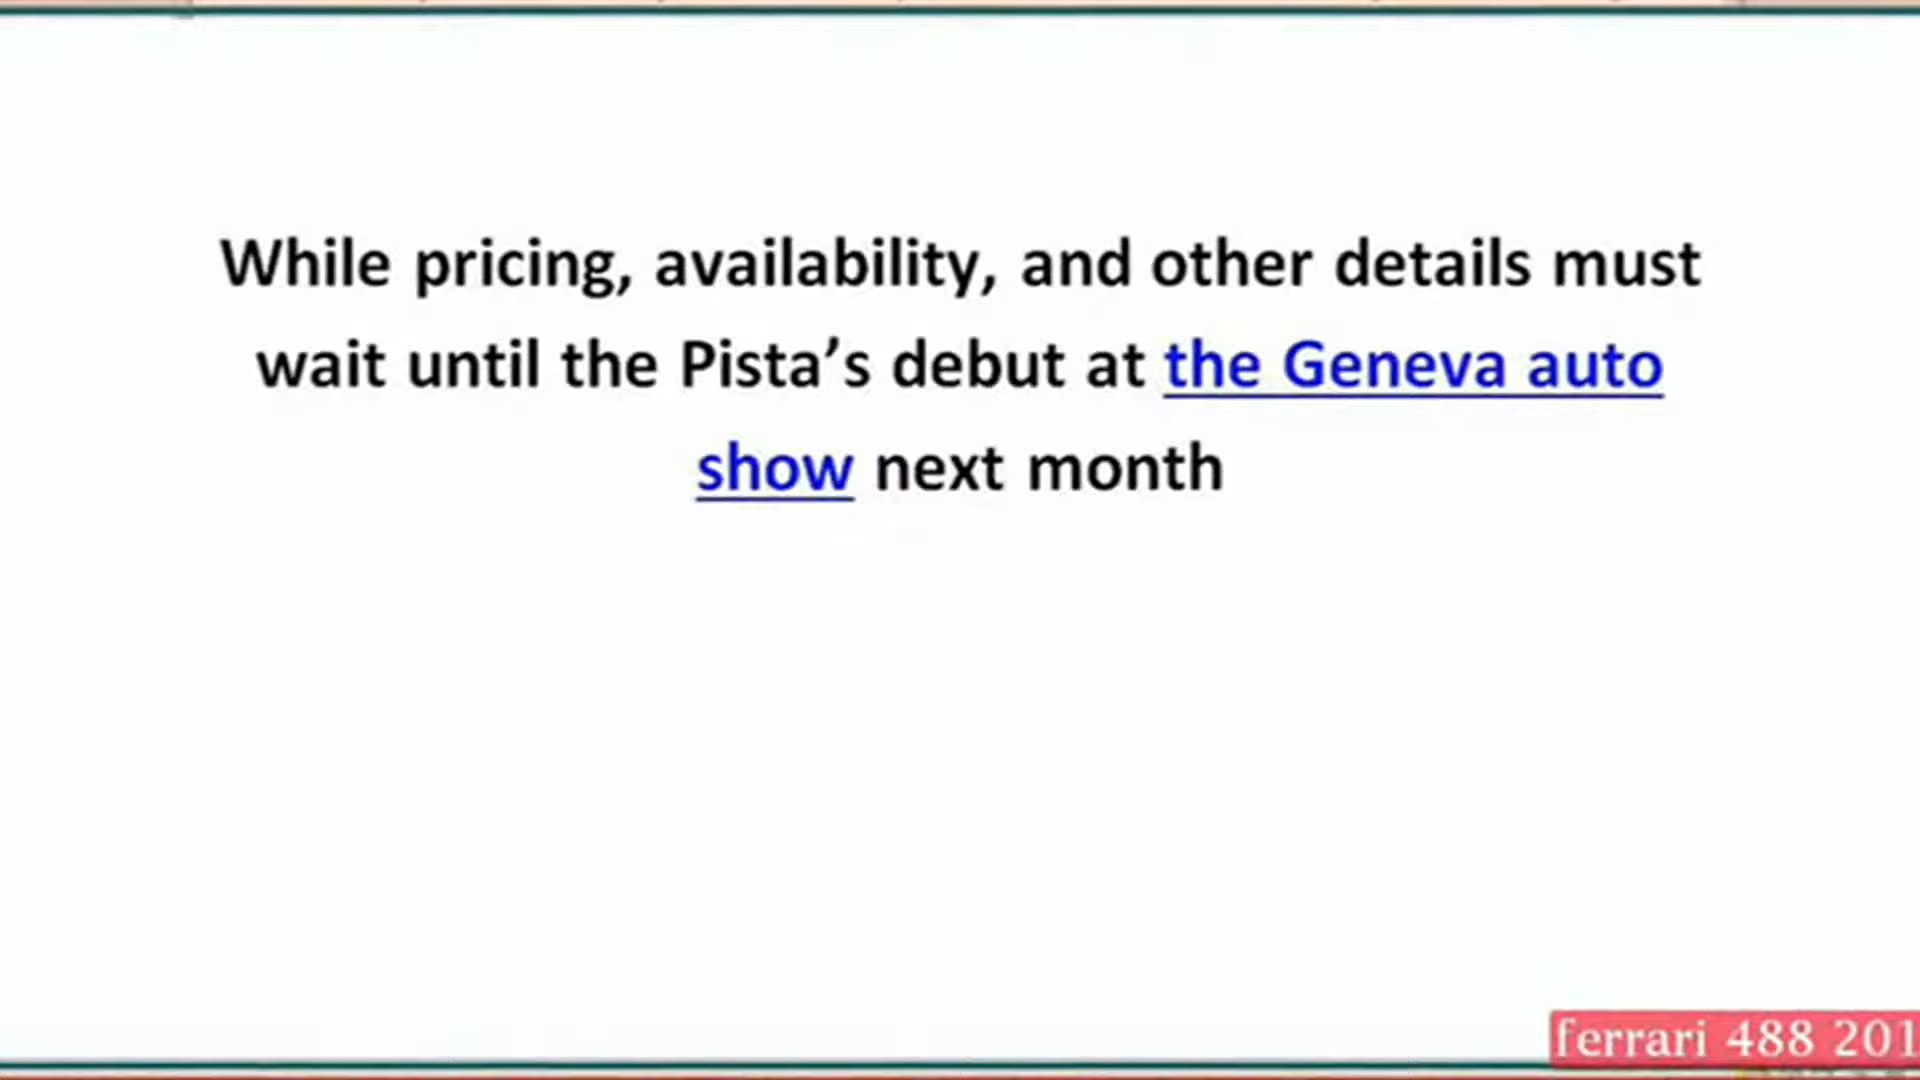 While pricing, availability, and other details must
wait until the Pista’s debut at the Geneva auto
show next month
ferrari 488 201